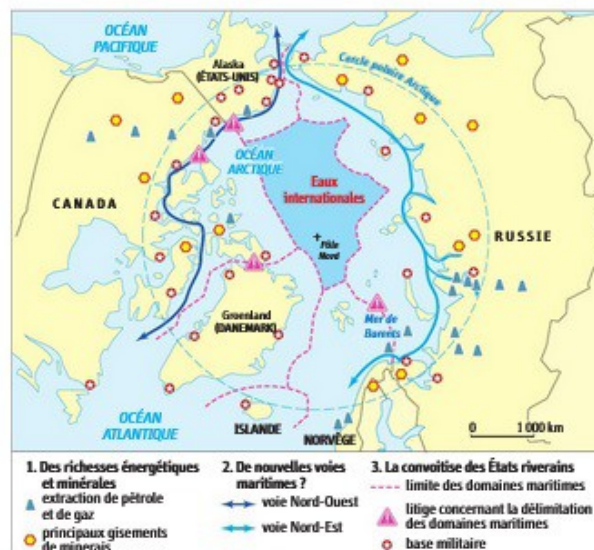 OCÉAN
PACIFIQUE
Alaska
(ÉTATS-UNIS)
Cercle polaire Arctique
OCÉAN
ARCTIQUE
Eaux
internationales
CANADA
RUSSIE
Pôle
Nord
Groenland
(DANEMARK)
Mer de
Barents
OCÉAN
ATLANTIQUE
ISLANDE
NORVÈGE
0 1 000 km
1. Des richesses énergétiques
et minérales
extraction de pétrole
et de gaz
principaux gisements
de minerais
2. De nouvelles voies
maritimes ?
voie Nord-Ouest
voie Nord-Est
3. La convoitise des États riverains
limite des domaines maritimes
litige concernant la délimitation
des domaines maritimes
base militaire